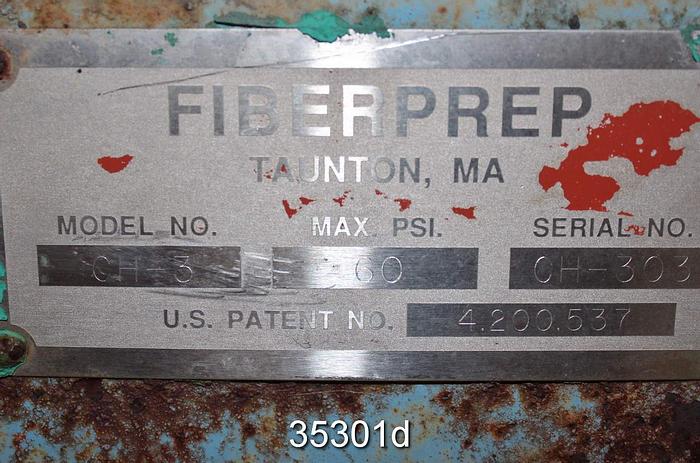 FIBERPREP
TAUNTON, MA
MODEL NO. MAX. PSI. SERIAL NO.
CH-3 60 CH-303
U.S. PATENT NO. 4,200,537
35301d